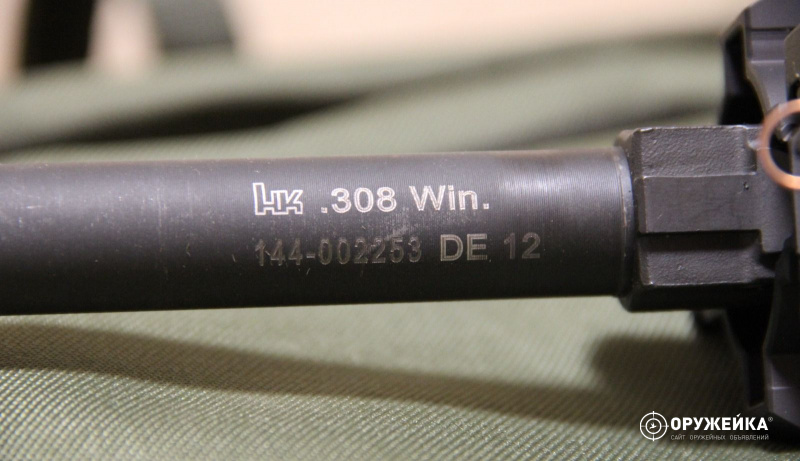 HK .308 Win.
144-002253 DE 12
ОРУЖЕЙКА®
САЙТ ОРУЖЕЙНЫХ ОБЪЯВЛЕНИЙ